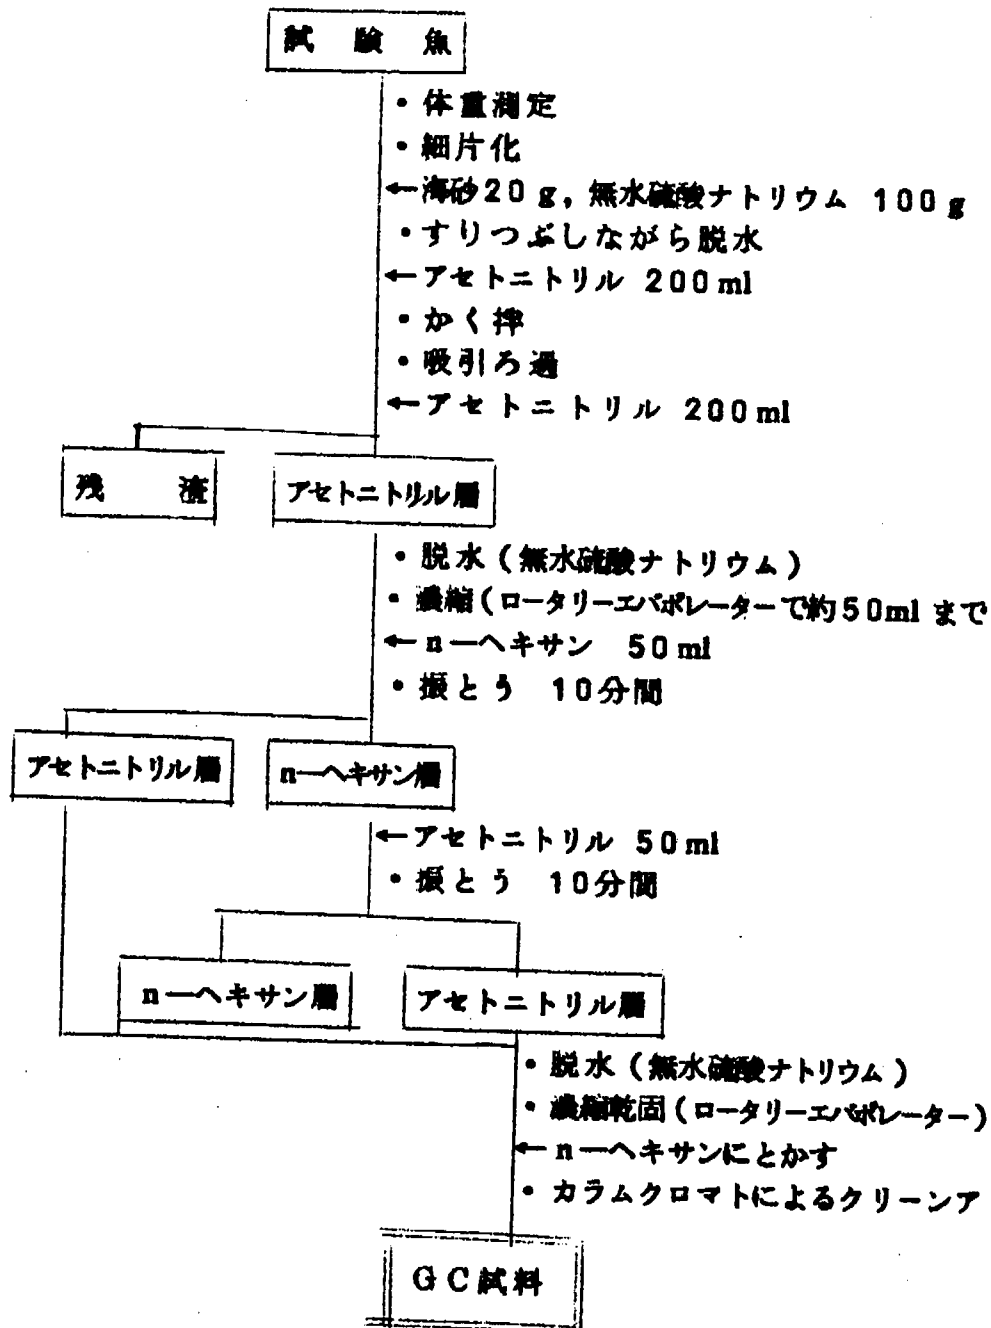 試験魚
・体重測定
・細片化
←海砂20g,無水硫酸ナトリウム 100g
・すりつぶしながら脱水
←アセトニトリル 200ml
・かく拌
・吸引ろ過
←アセトニトリル 200ml
残渣 アセトニトリル層
・脱水(無水硫酸ナトリウム)
・濃縮(ロータリーエバポレーターで約50mlまで
←n-ヘキサン 50ml
・振とう 10分間
アセトニトリル層 n-ヘキサン層
←アセトニトリル 50ml
・振とう 10分間
n-ヘキサン層 アセトニトリル層
・脱水(無水硫酸ナトリウム)
・濃縮乾固(ロータリーエバポレーター)
←n-ヘキサンにとかす
・カラムクロマトによるクリーンア
GC試料